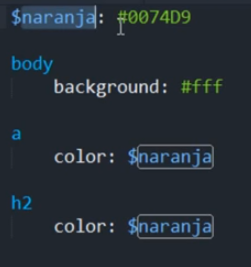 $naranja: #0074D9
body
background: #fff
a
color: $naranja
h2
color: $naranja